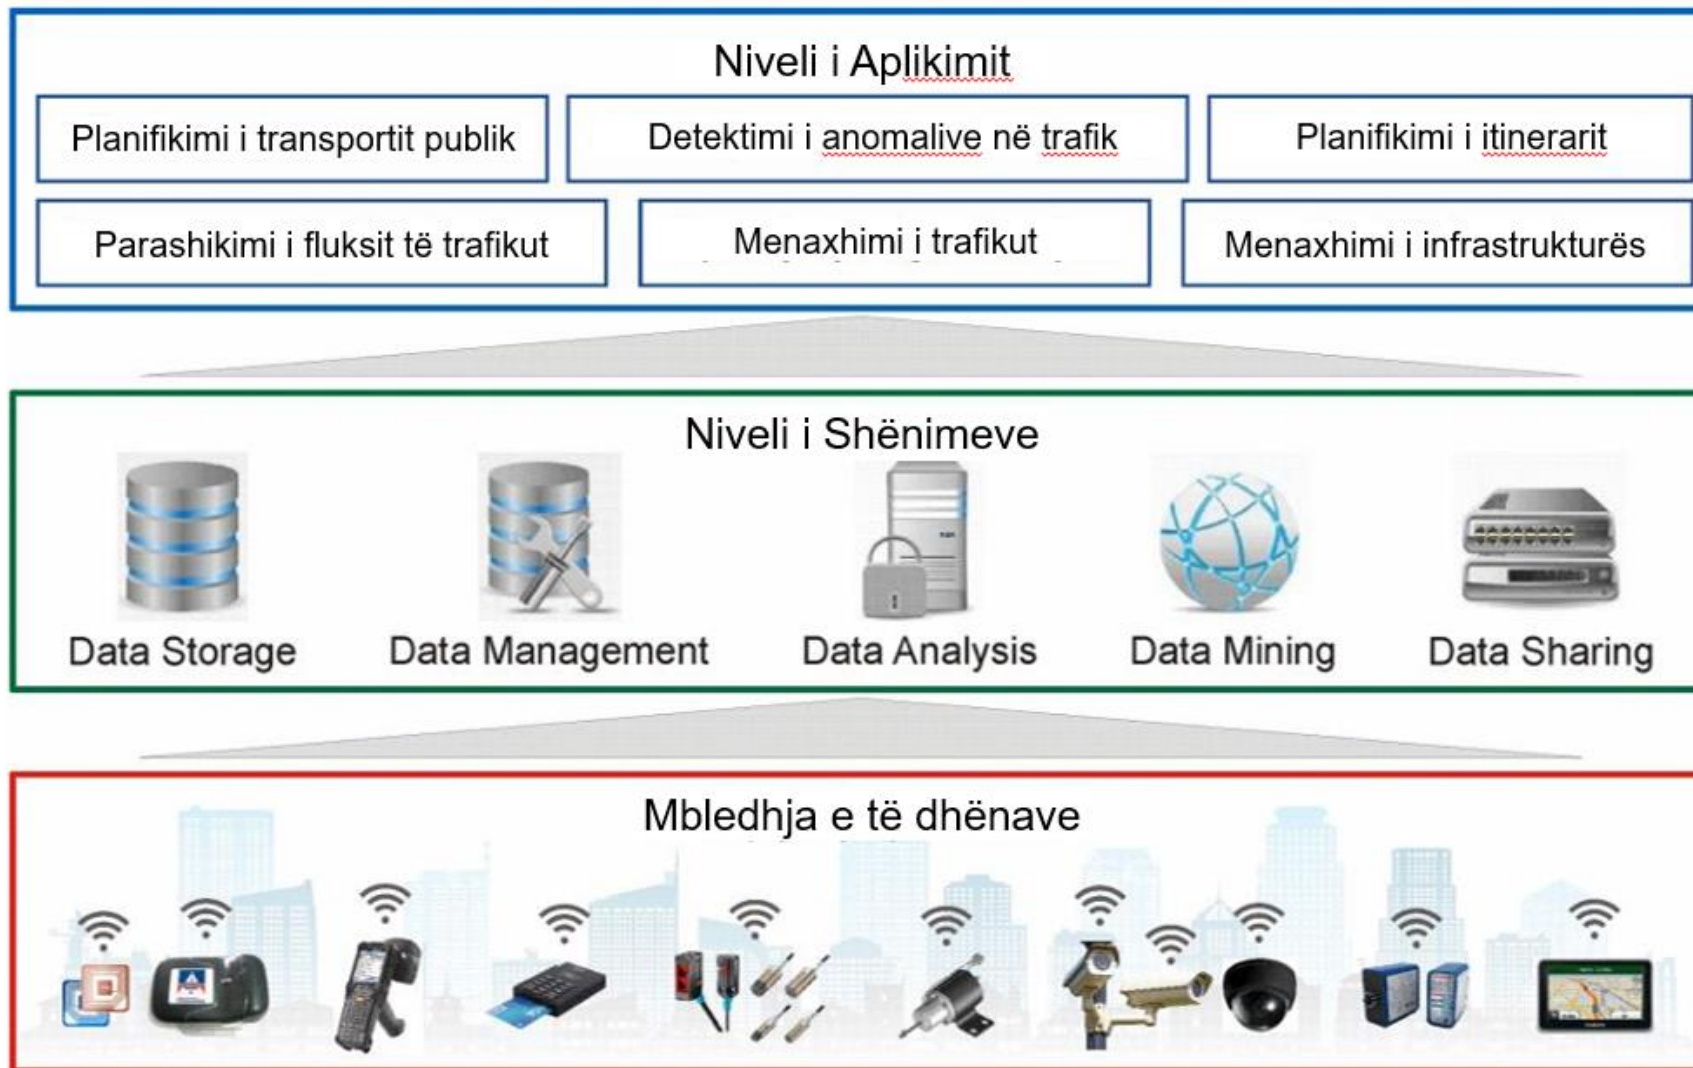 Niveli i Aplikimit
Planifikimi i transportit publik
Detektimi i anomalive në trafik
Planifikimi i itinerarit
Parashikimi i fluksit të trafikut
Menaxhimi i trafikut
Menaxhimi i infrastrukturës
Niveli i Shënimeve
Data Storage
Data Management
Data Analysis
Data Mining
Data Sharing
Mbledhja e të dhënave